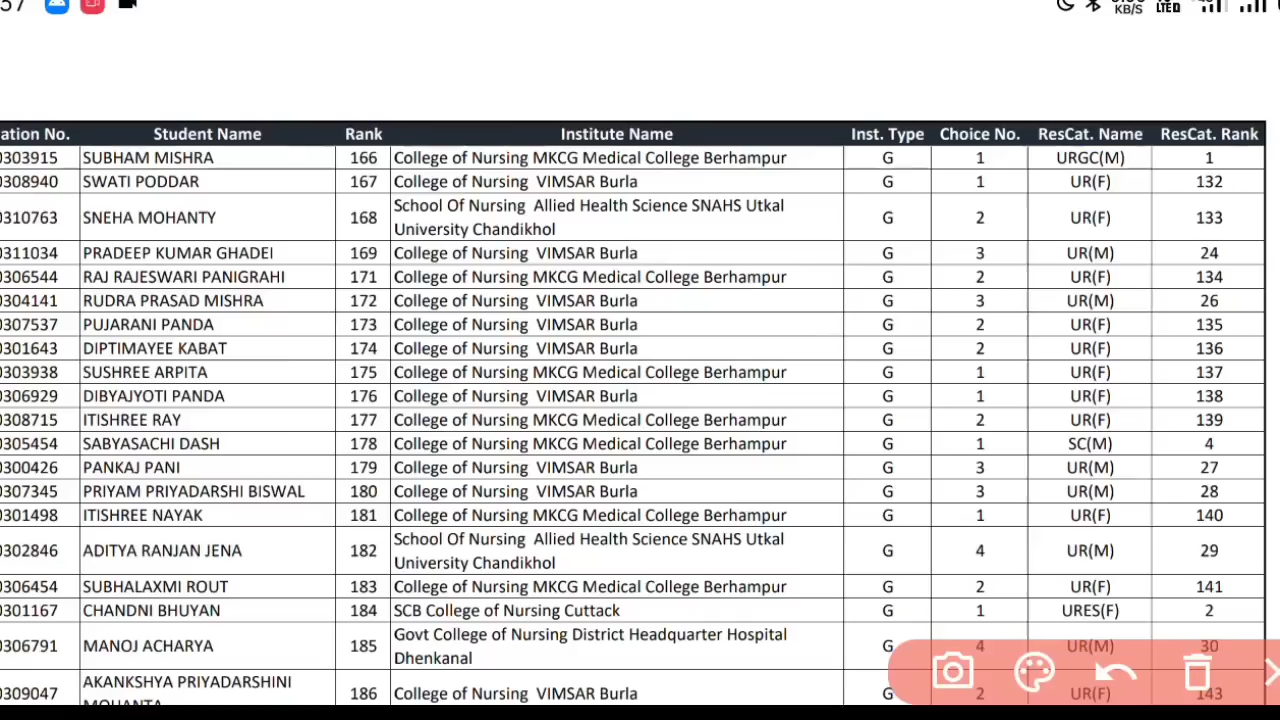 57 KB/S LTED
ation No. Student Name Rank Institute Name Inst. Type Choice No. ResCat. Name ResCat. Rank
0303915 SUBHAM MISHRA 166 College of Nursing MKCG Medical College Berhampur G 1 URGC(M) 1
0308940 SWATI PODDAR 167 College of Nursing VIMSAR Burla G 1 UR(F) 132
0310763 SNEHA MOHANTY 168 School Of Nursing Allied Health Science SNAHS Utkal G 2 UR(F) 133
University Chandikhol
0311034 PRADEEP KUMAR GHADEI 169 College of Nursing VIMSAR Burla G 3 UR(M) 24
0306544 RAJ RAJESWARI PANIGRAHI 171 College of Nursing MKCG Medical College Berhampur G 2 UR(F) 134
0304141 RUDRA PRASAD MISHRA 172 College of Nursing VIMSAR Burla G 3 UR(M) 26
0307537 PUJARANI PANDA 173 College of Nursing VIMSAR Burla G 2 UR(F) 135
0301643 DIPTIMAYEE KABAT 174 College of Nursing VIMSAR Burla G 2 UR(F) 136
0303938 SUSHREE ARPITA 175 College of Nursing MKCG Medical College Berhampur G 1 UR(F) 137
0306929 DIBYAJYOTI PANDA 176 College of Nursing VIMSAR Burla G 1 UR(F) 138
0308715 ITISHREE RAY 177 College of Nursing MKCG Medical College Berhampur G 2 UR(F) 139
0305454 SABYASACHI DASH 178 College of Nursing MKCG Medical College Berhampur G 1 SC(M) 4
0300426 PANKAJ PANI 179 College of Nursing VIMSAR Burla G 3 UR(M) 27
0307345 PRIYAM PRIYADARSHI BISWAL 180 College of Nursing VIMSAR Burla G 3 UR(M) 28
0301498 ITISHREE NAYAK 181 College of Nursing MKCG Medical College Berhampur G 1 UR(F) 140
0302846 ADITYA RANJAN JENA 182 School Of Nursing Allied Health Science SNAHS Utkal G 4 UR(M) 29
University Chandikhol
0306454 SUBHALAXMI ROUT 183 College of Nursing MKCG Medical College Berhampur G 2 UR(F) 141
0301167 CHANDNI BHUYAN 184 SCB College of Nursing Cuttack G 1 URES(F) 2
0306791 MANOJ ACHARYA 185 Govt College of Nursing District Headquarter Hospital G 4 UR(M) 30
Dhenkanal
0309047 AKANKSHYA PRIYADARSHINI 186 College of Nursing VIMSAR Burla G 2 UR(F) 143
MOHANTA